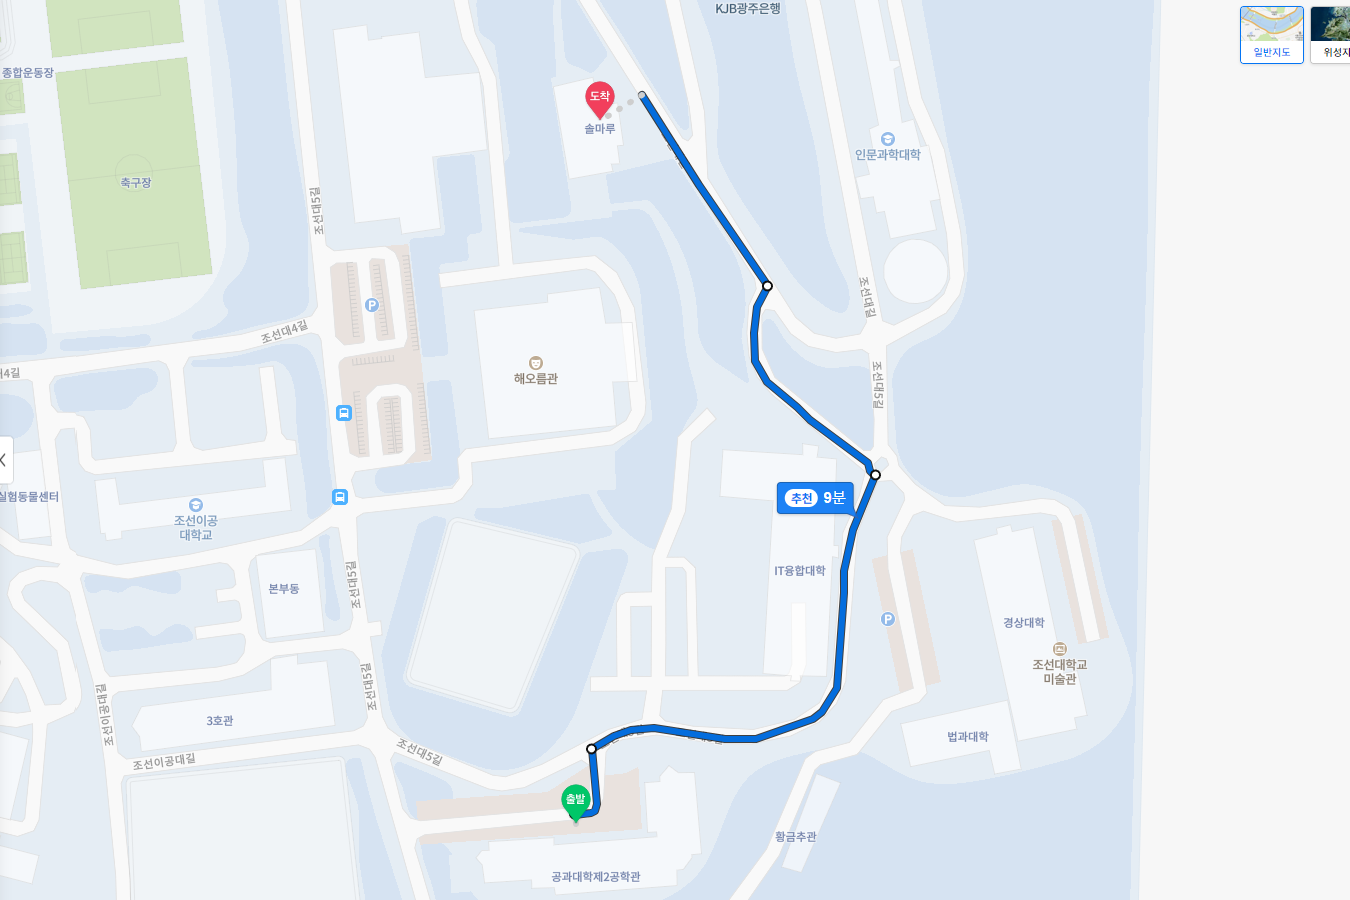 KJB광주은행
일반지도
위성지
종합운동장
도착
솔마루
인문과학대학
축구장
조선대5길
P
조선대길
조선대4길
대4길
해오름관
조선대5길
추천 9분
실험동물센터
조선이공
대학교
IT융합대학
본부동
조선대5길
P
경상대학
조선대학교
미술관
조선대5길
조선이공대길
3호관
법과대학
조선대5길
조선이공대길
출발
황금추관
공과대학제2공학관